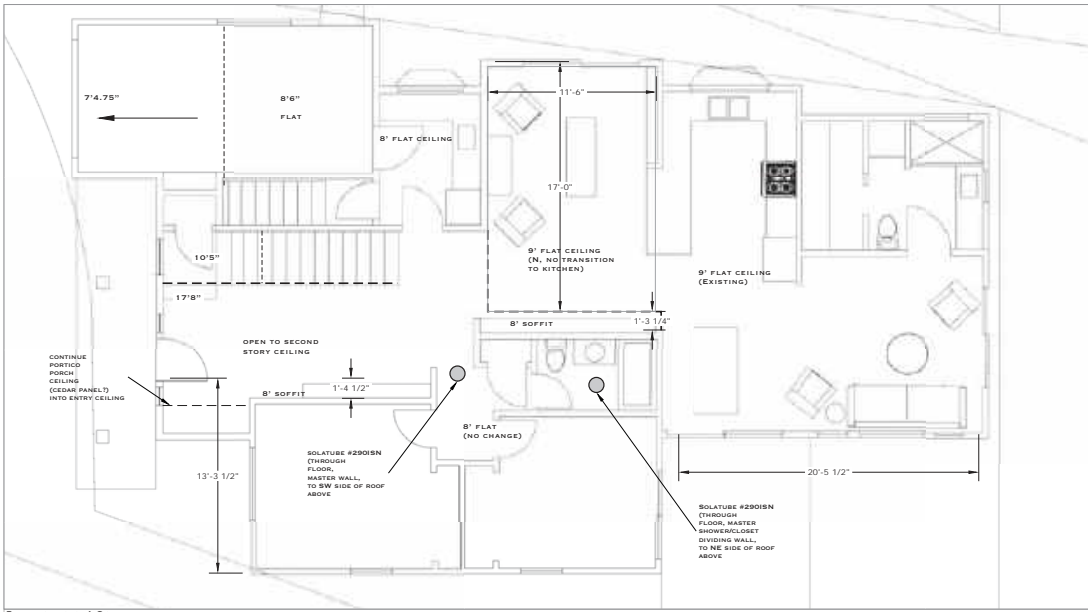 7'4.75"
8'6"
FLAT
8' FLAT CEILING
11'-6"
17'-0"
9' FLAT CEILING
(N, NO TRANSITION
TO KITCHEN)
9' FLAT CEILING
(EXISTING)
10'5"
17'8"
8' SOFFIT
1'-3 1/4"
OPEN TO SECOND
STORY CEILING
CONTINUE
PORTICO
PORCH
CEILING
(CEDAR PANEL?)
INTO ENTRY CEILING
8' SOFFIT
1'-4 1/2"
8' FLAT
(NO CHANGE)
13'-3 1/2"
SOLATUBE #290ISN
(THROUGH
FLOOR,
MASTER WALL,
TO SW SIDE OF ROOF
ABOVE
20'-5 1/2"
SOLATUBE #290ISN
(THROUGH
FLOOR, MASTER
SHOWER/CLOSET
DIVIDING WALL,
TO NE SIDE OF ROOF
ABOVE